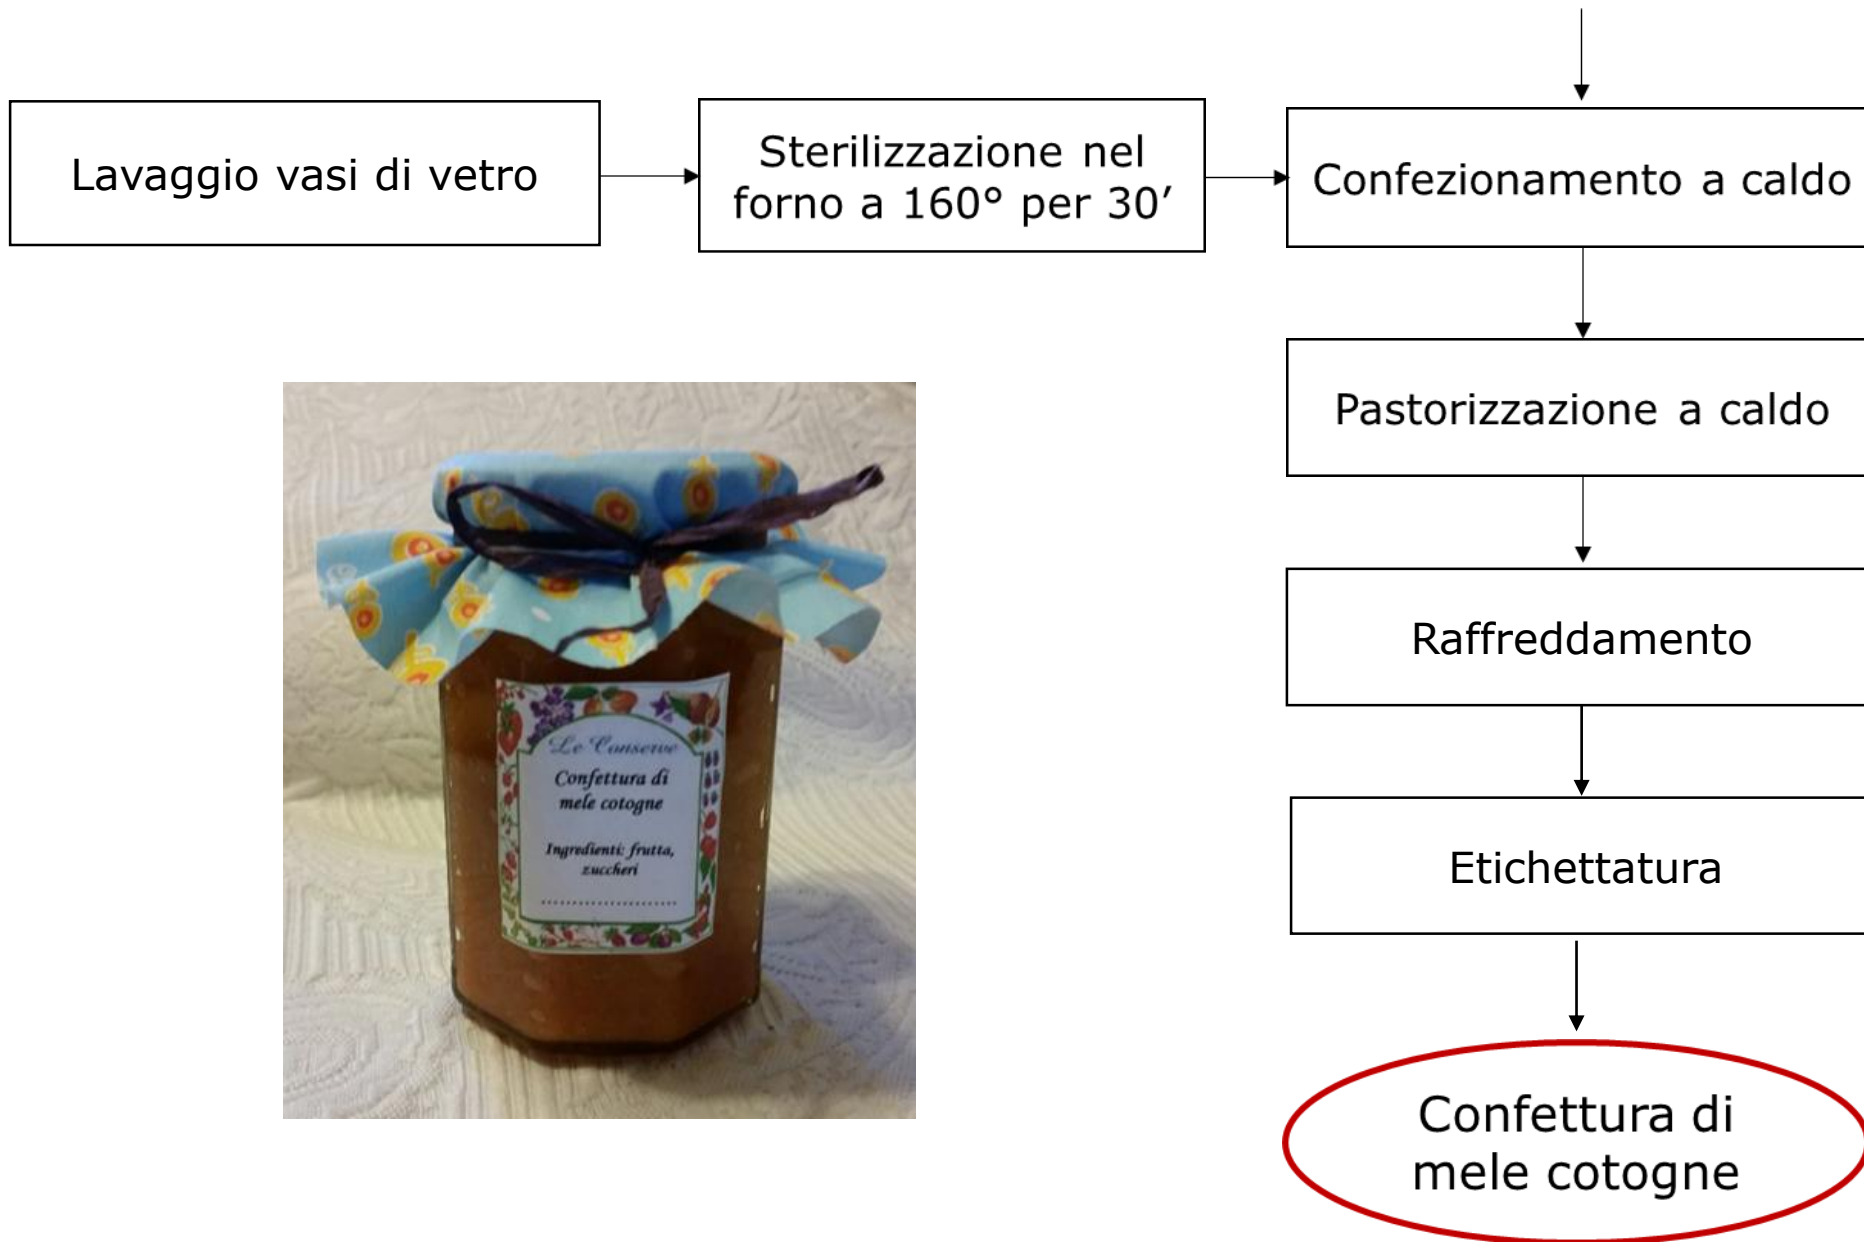 Lavaggio vasi di vetro
Sterilizzazione nel
forno a 160° per 30’
Confezionamento a caldo
Pastorizzazione a caldo
Raffreddamento
Etichettatura
Confettura di
mele cotogne
Le Conserve
Confettura di
mele cotogne
Ingredienti: frutta,
zuccheri